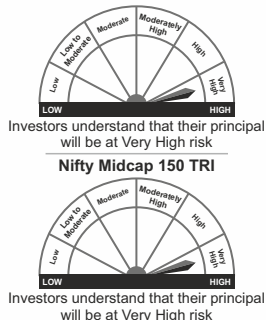 Low
Low to
Moderate
Moderate
Moderately
High
High
Very
High
LOW HIGH
Investors understand that their principal
will be at Very High risk
Nifty Midcap 150 TRI
Low
Low to
Moderate
Moderate
Moderately
High
High
Very
High
LOW HIGH
Investors understand that their principal
will be at Very High risk